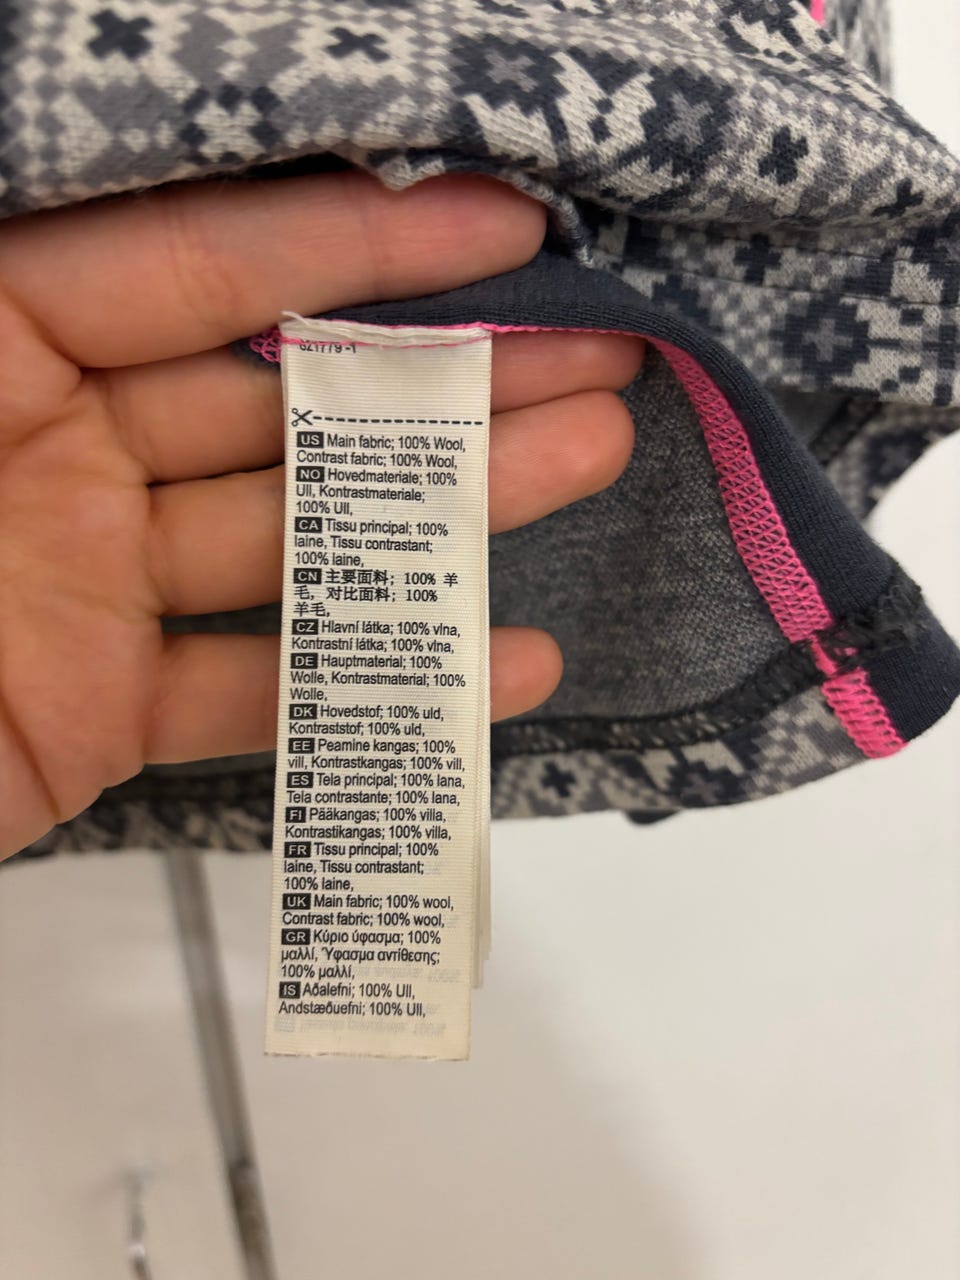 US Main fabric; 100% Wool,
Contrast fabric; 100% Wool,
NO Hovedmateriale; 100%
Ull, Kontrastmateriale;
100% Ull,
CA Tissu principal; 100%
laine, Tissu contrastant;
100% laine,
CN 主要面料; 100% 羊
毛, 对比面料; 100%
羊毛,
CZ Hlavní látka; 100% vlna,
Kontrastní látka; 100% vlna,
DE Hauptmaterial; 100%
Wolle, Kontrastmaterial; 100%
Wolle,
DK Hovedstof; 100% uld,
Kontraststof; 100% uld,
EE Peamine kangas; 100%
vill, Kontrastkangas; 100% vill,
ES Tela principal; 100% lana,
Tela contrastante; 100% lana,
FI Pääkangas; 100% villa,
Kontrastikangas; 100% villa,
FR Tissu principal; 100%
laine, Tissu contrastant;
100% laine,
UK Main fabric; 100% wool,
Contrast fabric; 100% wool,
GR Κύριο ύφασμα; 100%
μαλλί, Ύφασμα αντίθεσης;
100% μαλλί,
IS Aðalefni; 100% Ull,
Andstæðuefni; 100% Ull,